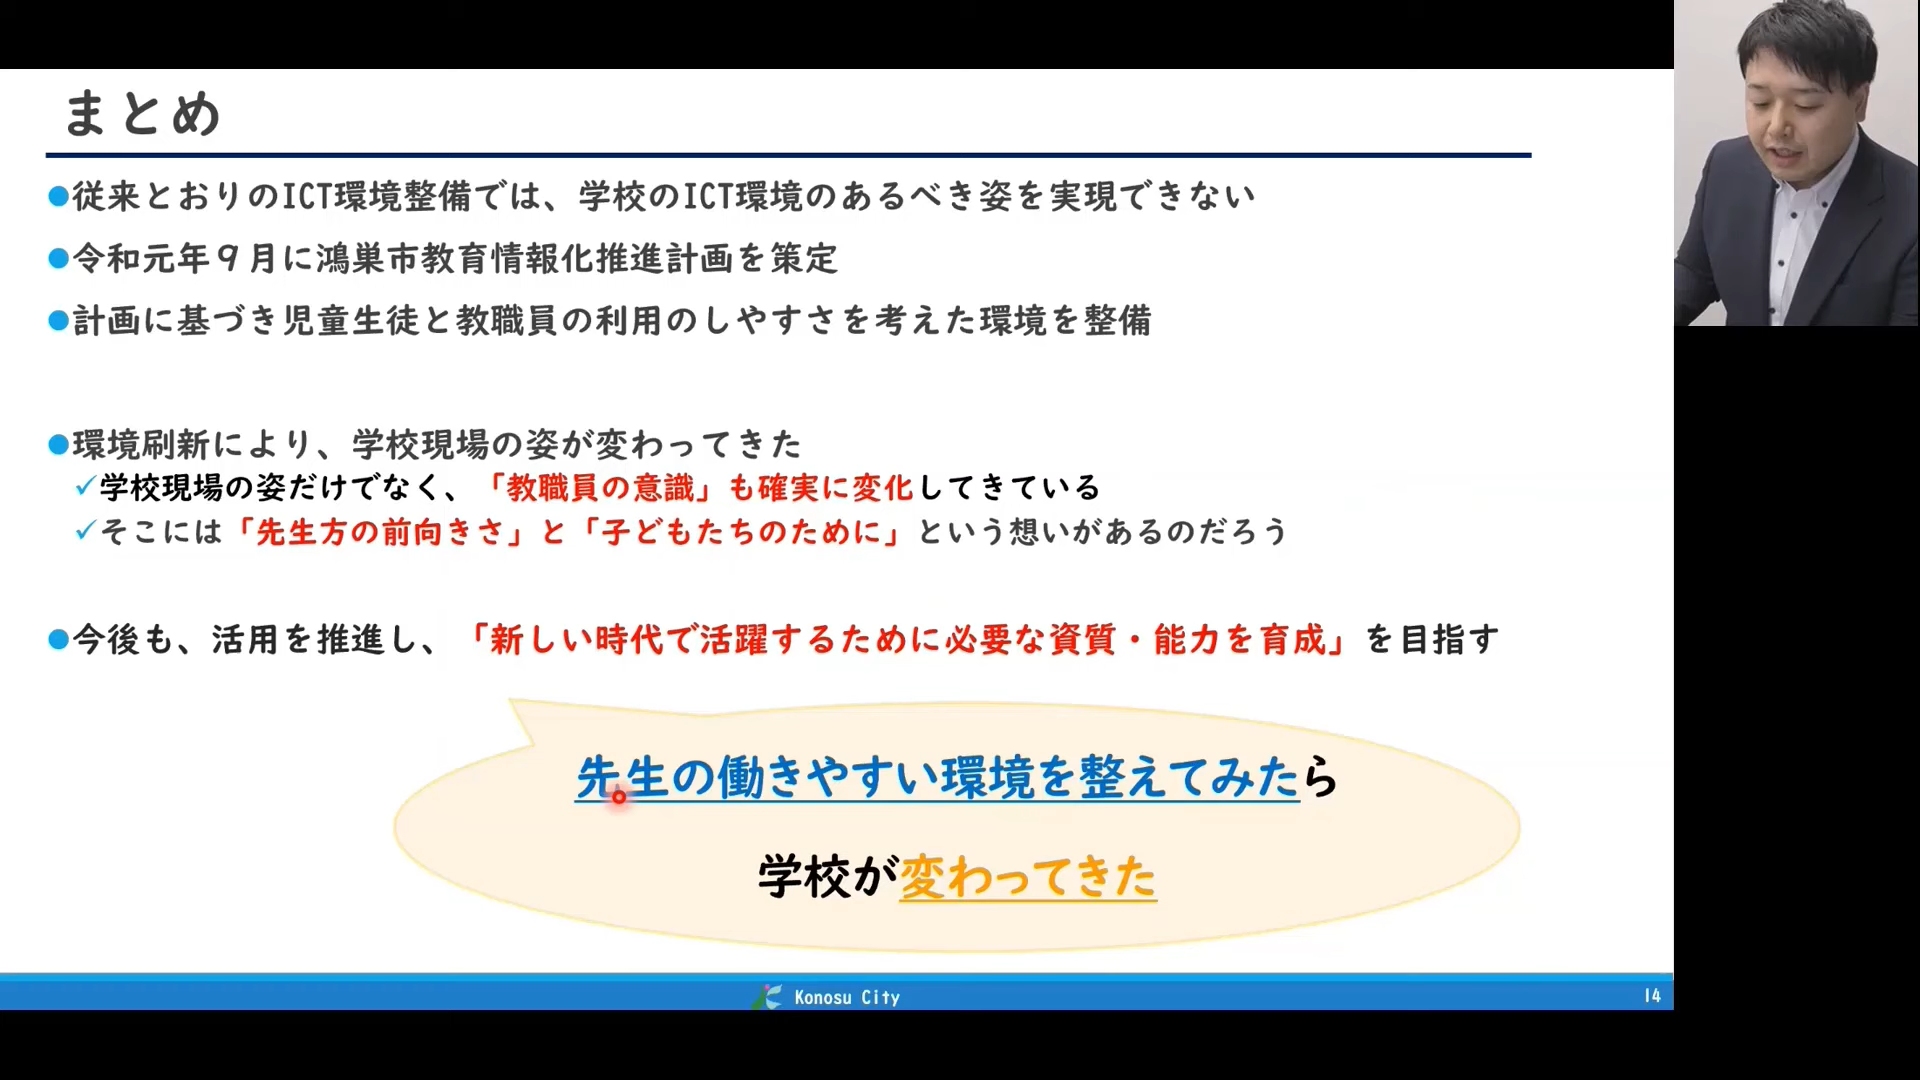 まとめ
従来とおりのICT環境整備では、学校のICT環境のあるべき姿を実現できない
令和元年９月に鴻巣市教育情報化推進計画を策定
計画に基づき児童生徒と教職員の利用のしやすさを考えた環境を整備
環境刷新により、学校現場の姿が変わってきた
学校現場の姿だけでなく、「教職員の意識」も確実に変化してきている
そこには「先生方の前向きさ」と「子どもたちのために」という想いがあるのだろう
今後も、活用を推進し、「新しい時代で活躍するために必要な資質・能力を育成」を目指す
先生の働きやすい環境を整えてみたら
学校が変わってきた
Konosu City
14